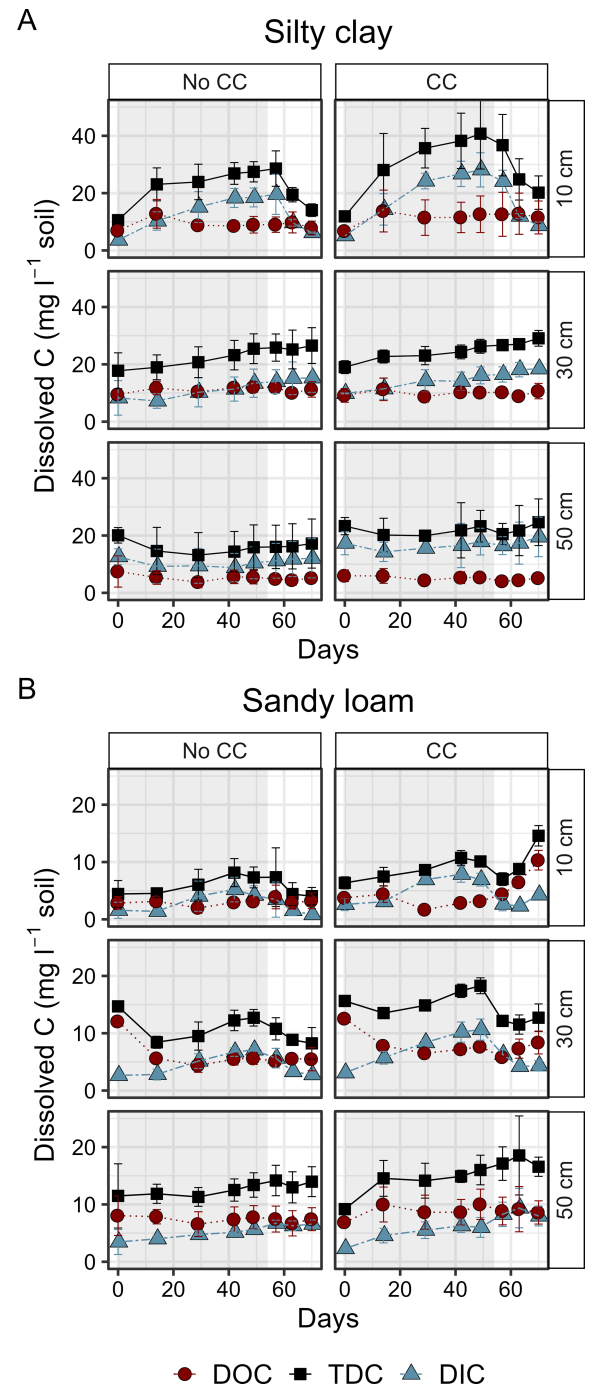 A
Silty clay
No CC
CC
40
20
0
10 cm
40
20
0
30 cm
40
20
0
50 cm
Dissolved C (mg l⁻¹ soil)
0 20 40 60
0 20 40 60
Days
B
Sandy loam
No CC
CC
20
10
0
10 cm
20
10
0
30 cm
20
10
0
50 cm
Dissolved C (mg l⁻¹ soil)
0 20 40 60
0 20 40 60
Days
DOC TDC DIC